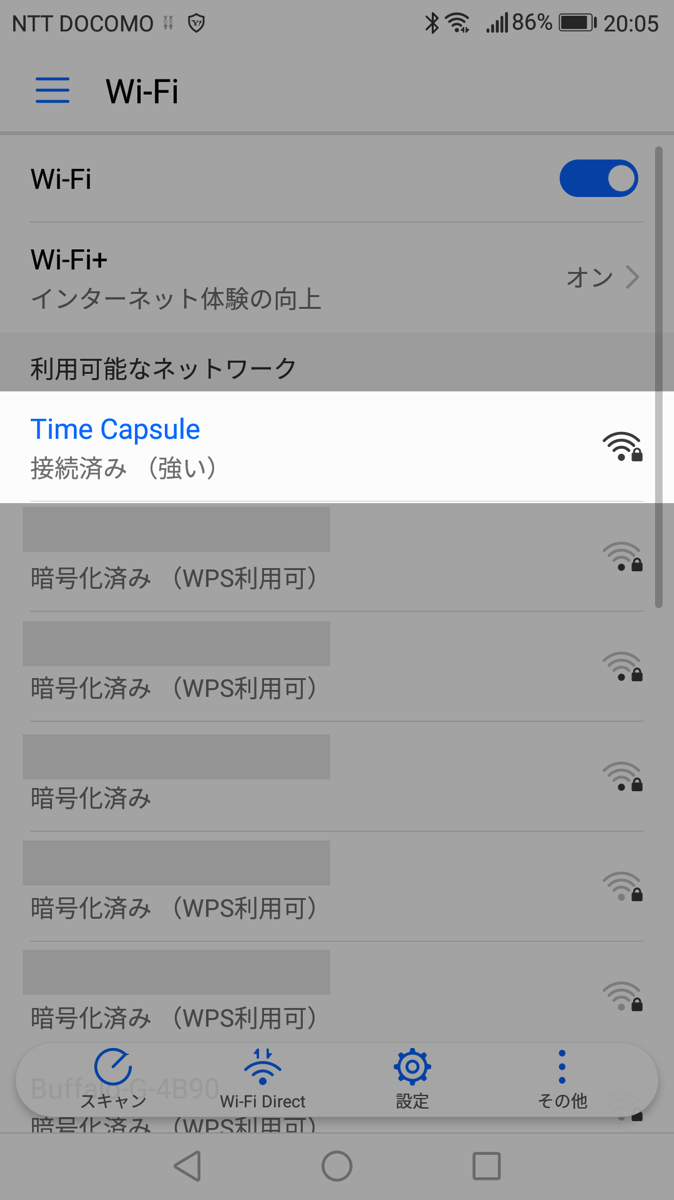 NTT DOCOMO
86% 20:05
Wi-Fi
Wi-Fi
Wi-Fi+
インターネット体験の向上
オン
利用可能なネットワーク
Time Capsule
接続済み （強い）
暗号化済み （WPS利用可）
暗号化済み （WPS利用可）
暗号化済み
暗号化済み （WPS利用可）
暗号化済み （WPS利用可）
Buffalo-G-4B90
スキャン
Wi-Fi Direct
設定
その他
暗号化済み （WPS利用可）